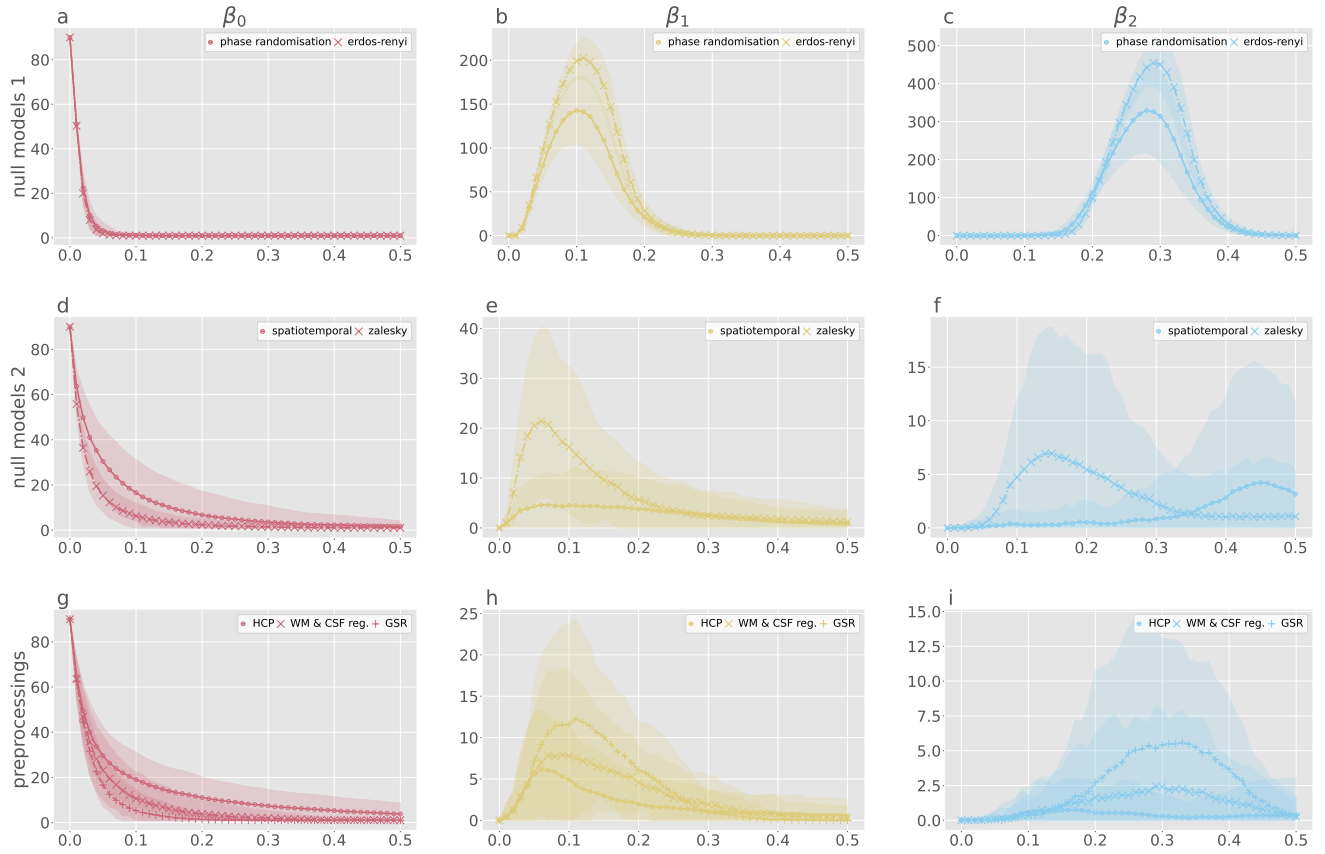 a β0 b β1 c β2
null models 1
phase randomisation erdos-renyi
80
60
40
20
0
0.0 0.1 0.2 0.3 0.4 0.5
phase randomisation erdos-renyi
200
150
100
50
0
0.0 0.1 0.2 0.3 0.4 0.5
phase randomisation erdos-renyi
500
400
300
200
100
0
0.0 0.1 0.2 0.3 0.4 0.5
d
null models 2
spatiotemporal zalesky
80
60
40
20
0
0.0 0.1 0.2 0.3 0.4 0.5
e
spatiotemporal zalesky
40
30
20
10
0
0.0 0.1 0.2 0.3 0.4 0.5
f
spatiotemporal zalesky
15
10
5
0
0.0 0.1 0.2 0.3 0.4 0.5
g
preprocessings
HCP WM & CSF reg. GSR
80
60
40
20
0
0.0 0.1 0.2 0.3 0.4 0.5
h
HCP WM & CSF reg. GSR
25
20
15
10
5
0
0.0 0.1 0.2 0.3 0.4 0.5
i
HCP WM & CSF reg. GSR
15.0
12.5
10.0
7.5
5.0
2.5
0.0
0.0 0.1 0.2 0.3 0.4 0.5